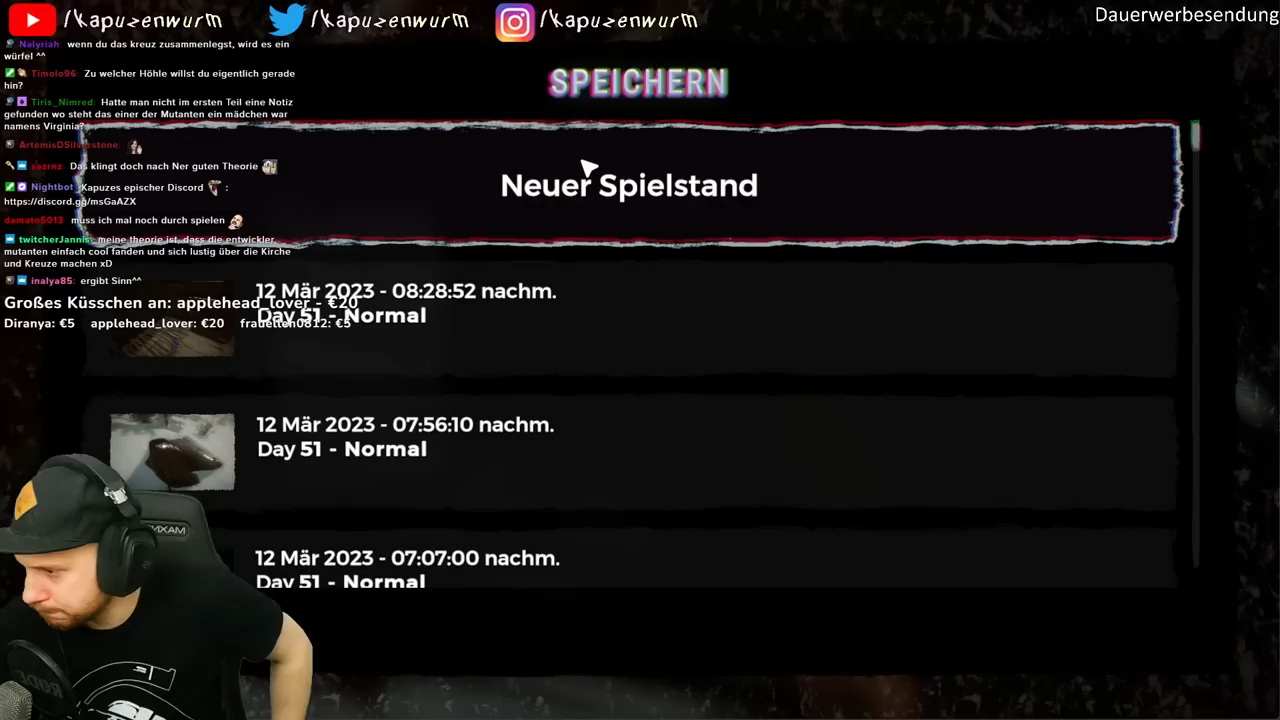 /kapuzenwurm /kapuzenwurm /kapuzenwurm Dauerwerbesendung
Nalyriah: wenn du das kreuz zusammenlegst, wird es ein
würfel ^^
Timolo96: Zu welcher Höhle willst du eigentlich gerade
hin?
Tiris_Nimred: Hatte man nicht im ersten Teil eine Notiz
gefunden wo steht das einer der Mutanten ein mädchen war
namens Virginia?
ArtemisDSilverstone:
sazrnz: Das klingt doch nach Ner guten Theorie
Nightbot: Kapuzes epischer Discord :
https://discord.gg/msGaAZX
damato5013: muss ich mal noch durch spielen
twitcherJannis: meine theorie ist, dass die entwickler
mutanten einfach cool fanden und sich lustig über die Kirche
und Kreuze machen xD
inalya85: ergibt Sinn^^
Großes Küsschen an: applehead_lover - €20
Diranya: €5 applehead_lover: €20 frauellen0812: €5
SPEICHERN
Neuer Spielstand
12 Mär 2023 - 08:28:52 nachm.
Day 51 - Normal
12 Mär 2023 - 07:56:10 nachm.
Day 51 - Normal
12 Mär 2023 - 07:07:00 nachm.
Day 51 - Normal
RODE